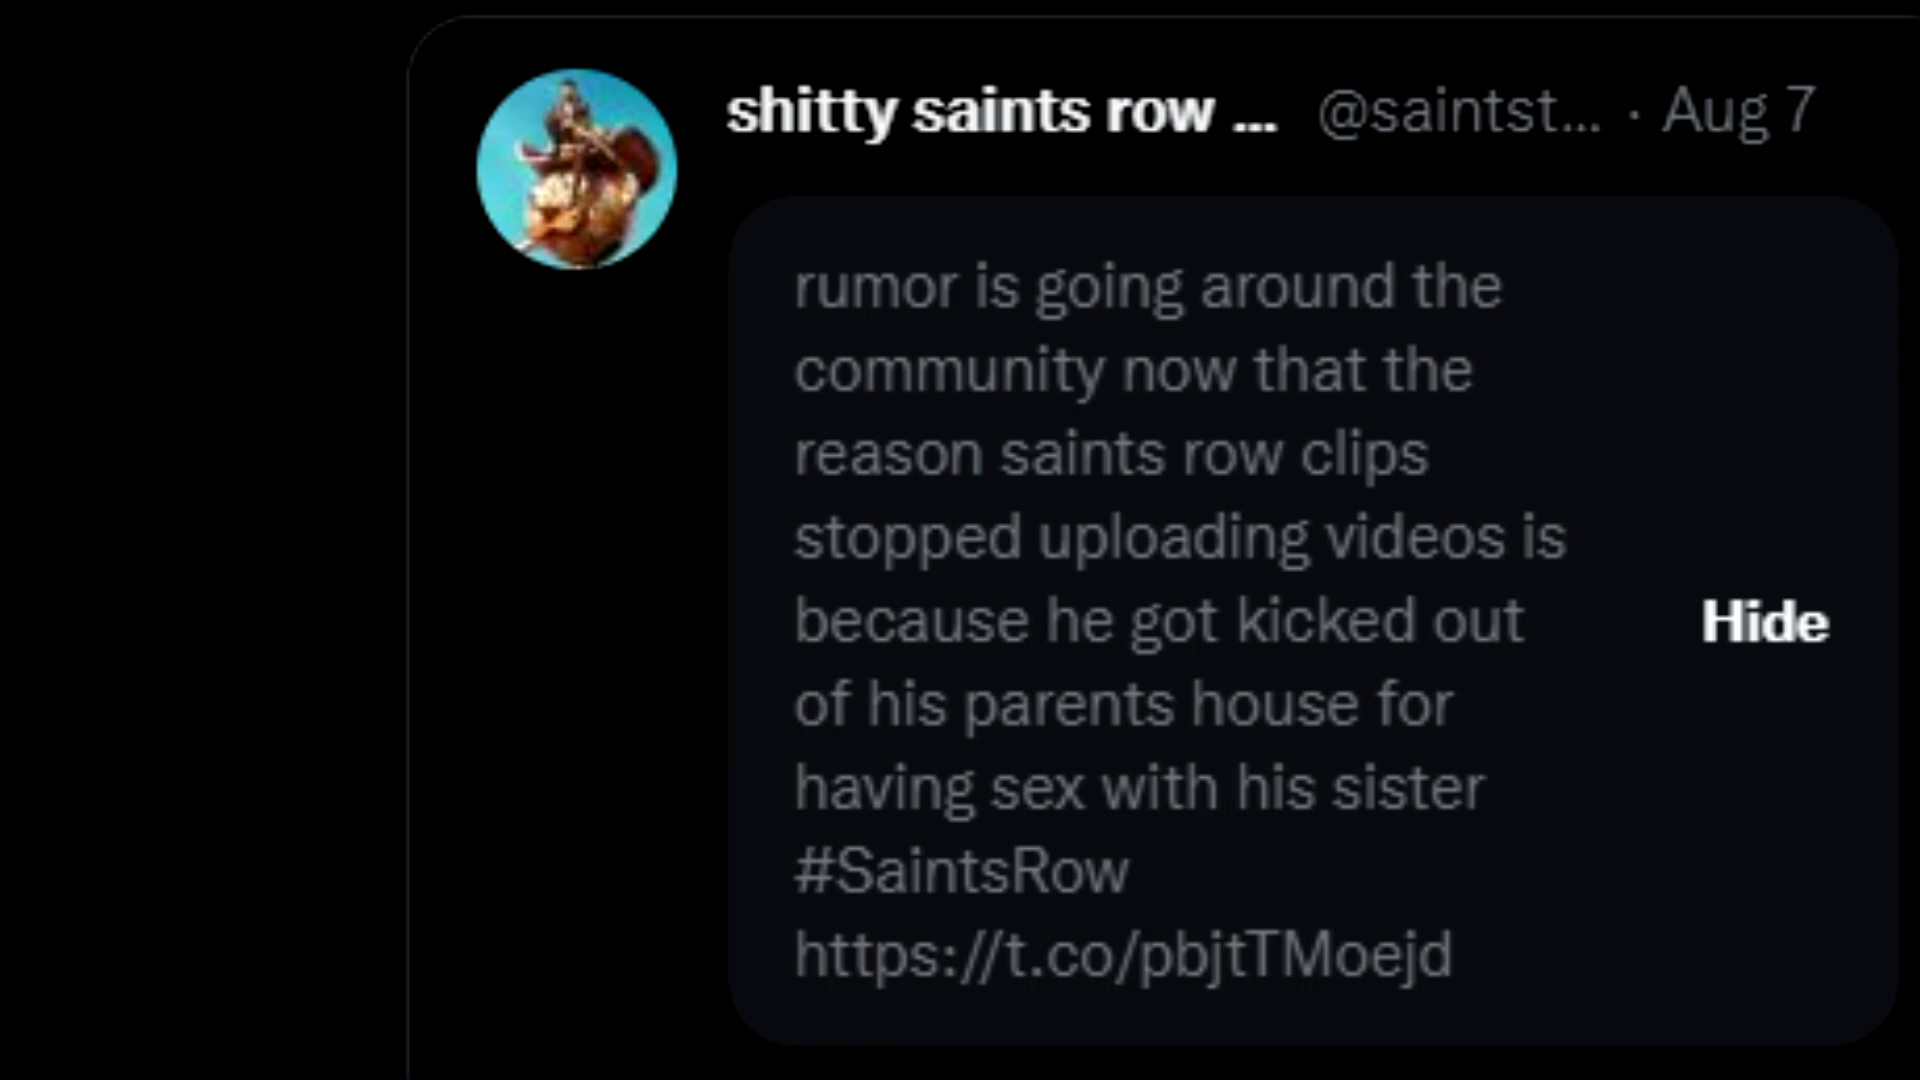 shitty saints row ... @saintst... · Aug 7
rumor is going around the
community now that the
reason saints row clips
stopped uploading videos is
because he got kicked out
of his parents house for
having sex with his sister
#SaintsRow
https://t.co/pbjtTMoejd
Hide